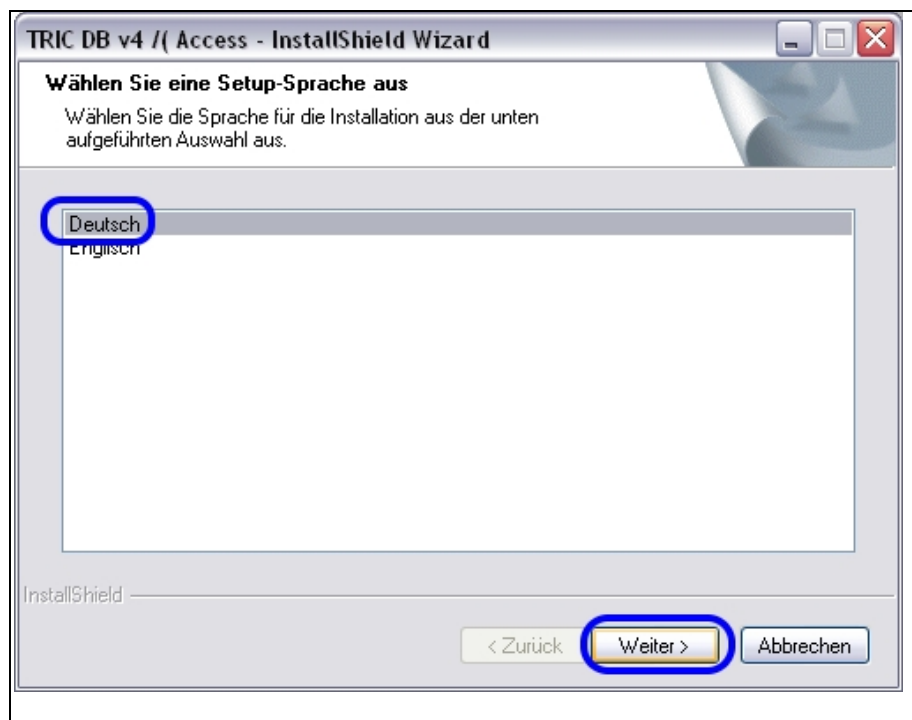 TRIC DB v4 /( Access - InstallShield Wizard
Wählen Sie eine Setup-Sprache aus
Wählen Sie die Sprache für die Installation aus der unten
aufgeführten Auswahl aus.
Deutsch
Englisch
InstallShield
< Zurück
Weiter >
Abbrechen